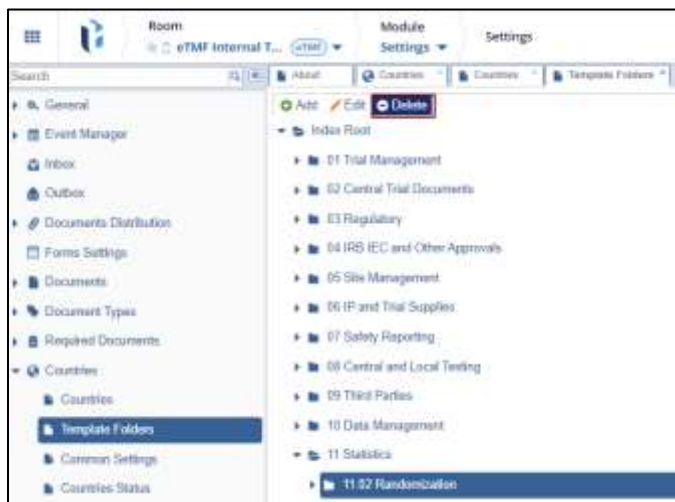 Room
Module
eTMF Internal T... eTMF
Settings
Settings
Search
About
Countries
Countries
Template Folders
General
Event Manager
Inbox
Outbox
Documents Distribution
Forms Settings
Documents
Document Types
Required Documents
Countries
Countries
Template Folders
Common Settings
Countries Status
Add Edit Delete
Index Root
01 Trial Management
02 Central Trial Documents
03 Regulatory
04 IRB IEC and Other Approvals
05 Site Management
06 IP and Trial Supplies
07 Safety Reporting
08 Central and Local Testing
09 Third Parties
10 Data Management
11 Statistics
11.02 Randomization